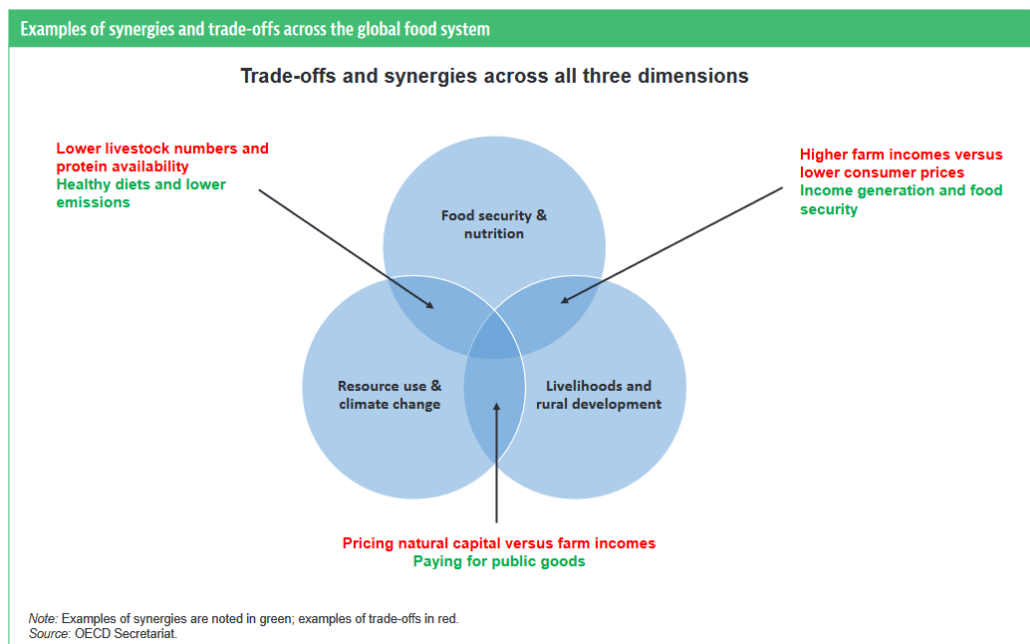 Examples of synergies and trade-offs across the global food system
Trade-offs and synergies across all three dimensions
Lower livestock numbers and
protein availability
Healthy diets and lower
emissions
Higher farm incomes versus
lower consumer prices
Income generation and food
security
Food security &
nutrition
Resource use &
climate change
Livelihoods and
rural development
Pricing natural capital versus farm incomes
Paying for public goods
Note: Examples of synergies are noted in green; examples of trade-offs in red.
Source: OECD Secretariat.